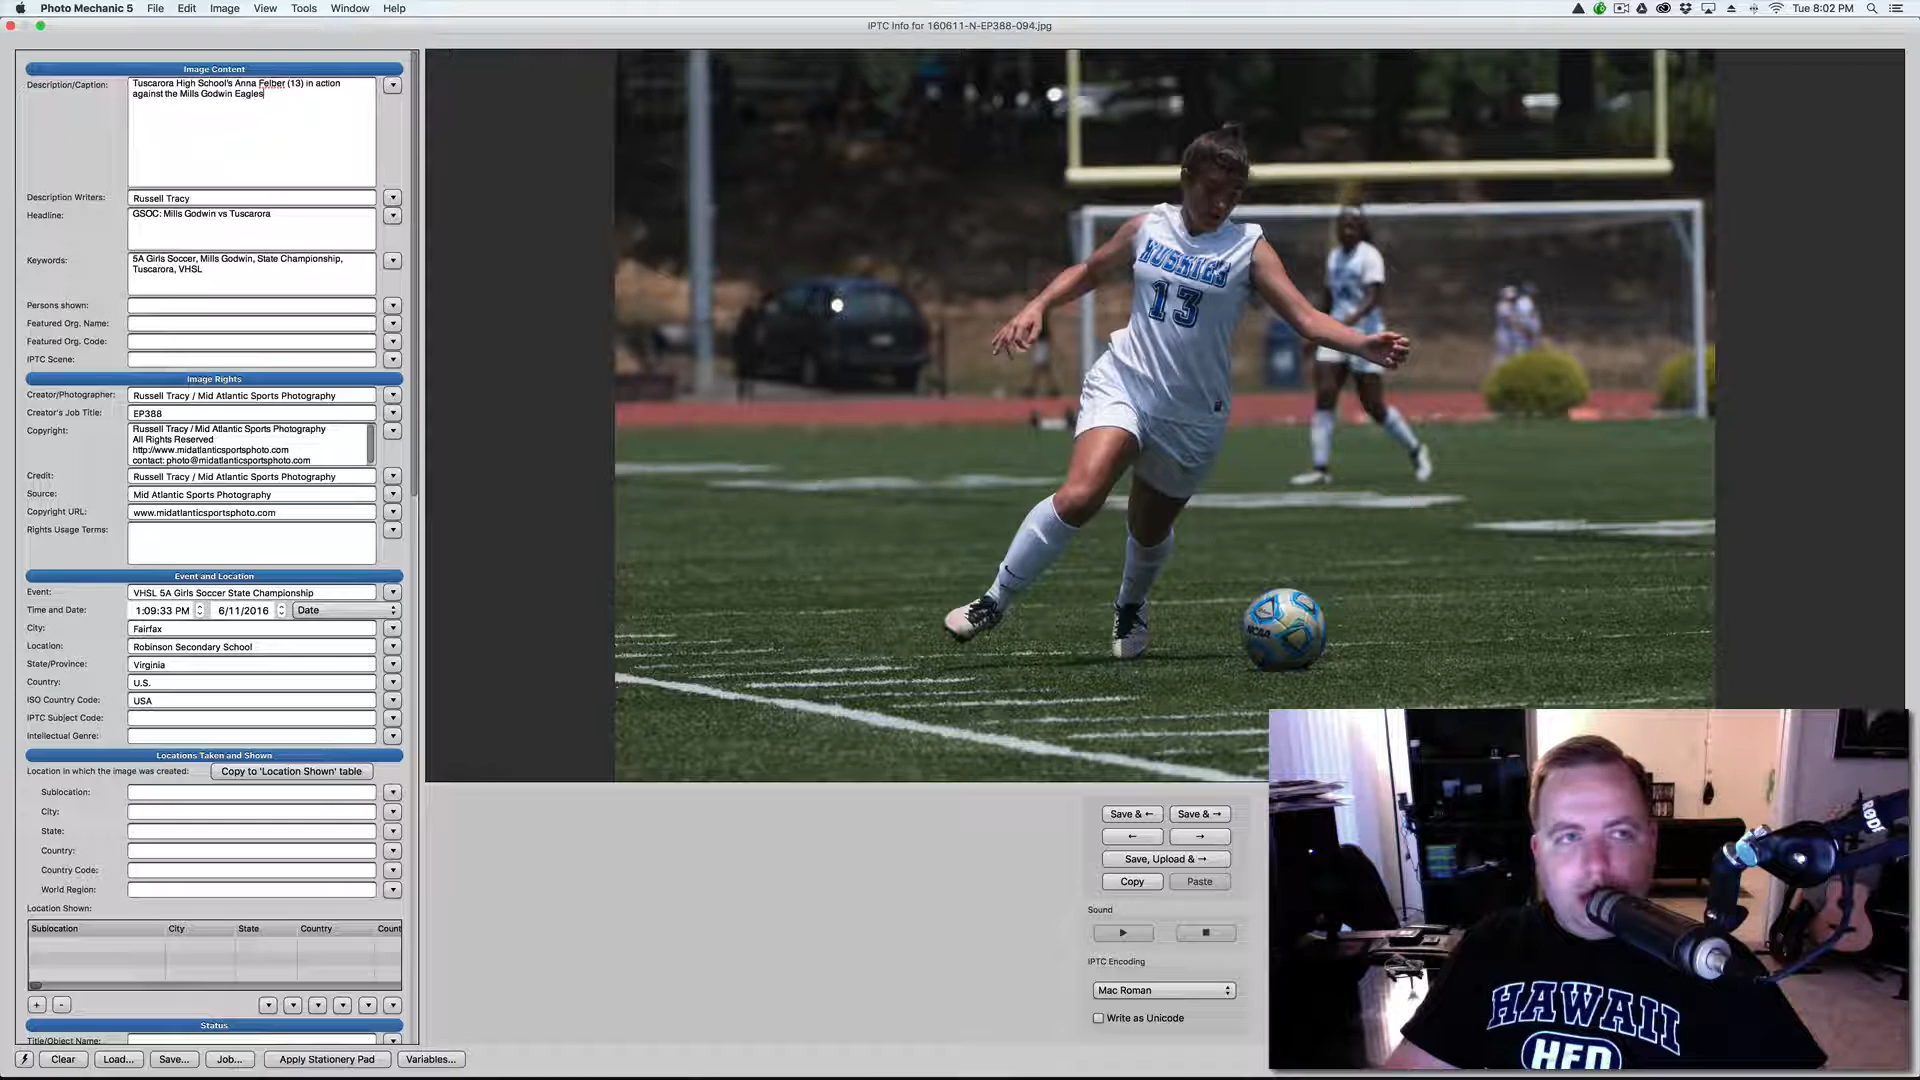 Photo Mechanic 5 File Edit Image View Tools Window Help
Tue 8:02 PM
IPTC Info for 160611-N-EP388-094.jpg
Image Content
Description/Caption:
Tuscarora High School's Anna Felber (13) in action
against the Mills Godwin Eagles
Description Writers: Russell Tracy
Headline: GSOC: Mills Godwin vs Tuscarora
Keywords: 5A Girls Soccer, Mills Godwin, State Championship,
Tuscarora, VHSL
Persons shown:
Featured Org. Name:
Featured Org. Code:
IPTC Scene:
Image Rights
Creator/Photographer: Russell Tracy / Mid Atlantic Sports Photography
Creator's Job Title: EP388
Copyright: Russell Tracy / Mid Atlantic Sports Photography
All Rights Reserved
http://www.midatlanticsportsphoto.com
contact: photo@midatlanticsportsphoto.com
Credit: Russell Tracy / Mid Atlantic Sports Photography
Source: Mid Atlantic Sports Photography
Copyright URL: www.midatlanticsportsphoto.com
Rights Usage Terms:
Event and Location
Event: VHSL 5A Girls Soccer State Championship
Time and Date: 1:09:33 PM 6/11/2016 Date
City: Fairfax
Location: Robinson Secondary School
State/Province: Virginia
Country: U.S.
ISO Country Code: USA
IPTC Subject Code:
Intellectual Genre:
Locations Taken and Shown
Location in which the image was created: Copy to 'Location Shown' table
Sublocation:
City:
State:
Country:
Country Code:
World Region:
Location Shown:
Sublocation City State Country Count
+ -
Status
Title/Object Name:
Clear Load... Save... Job... Apply Stationery Pad Variables...
HUSKIES
13
NCAA
Save & ← Save & →
← →
Save, Upload & →
Copy Paste
Sound
IPTC Encoding
Mac Roman
Write as Unicode
RØDE
HAWAII
HFD